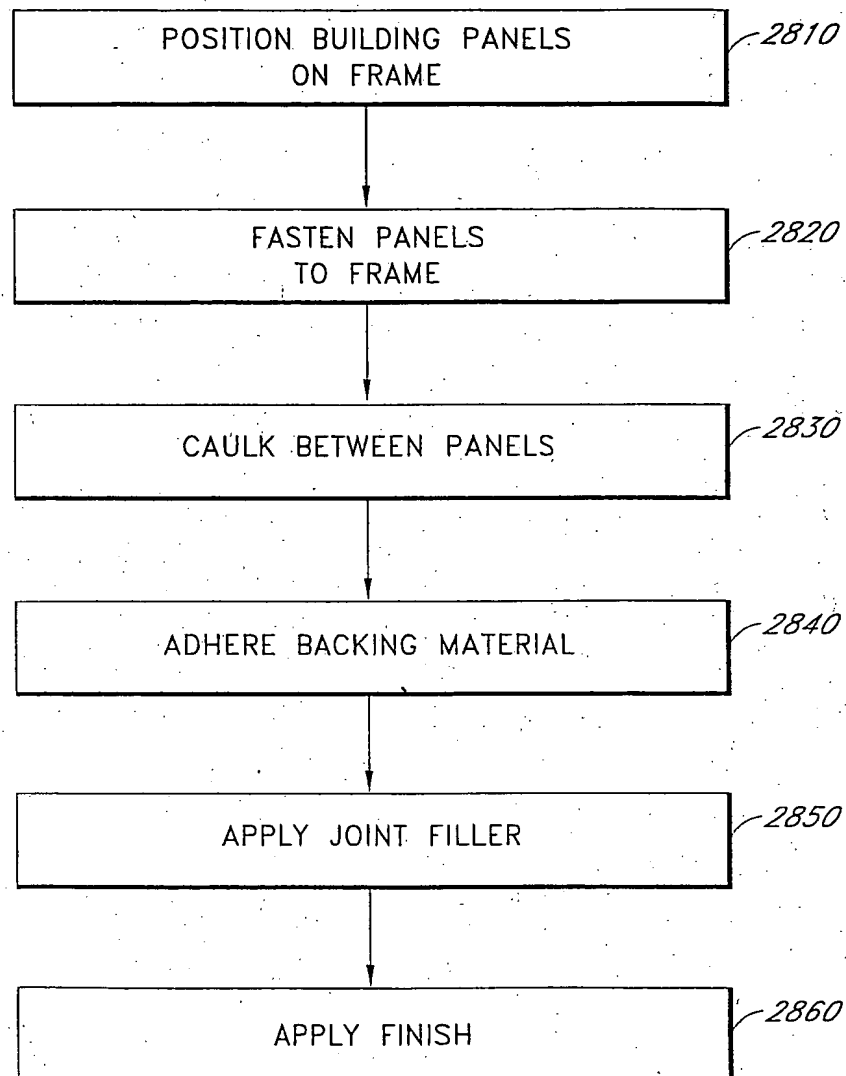 POSITION BUILDING PANELS
ON FRAME
2810
FASTEN PANELS
TO FRAME
2820
CAULK BETWEEN PANELS
2830
ADHERE BACKING MATERIAL
2840
APPLY JOINT FILLER
2850
APPLY FINISH
2860